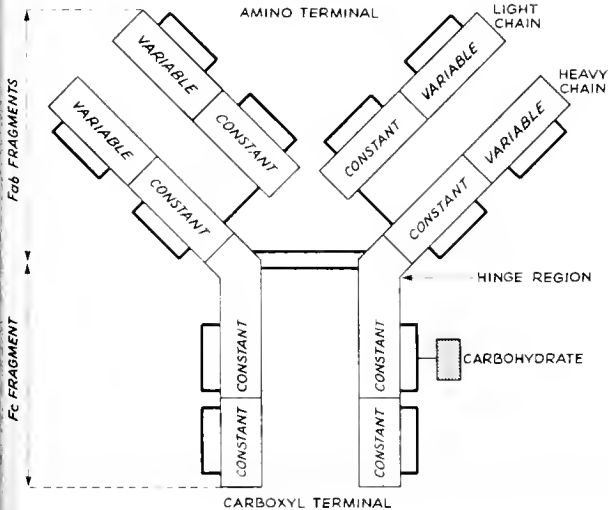 AMINO TERMINAL
LIGHT
CHAIN
HEAVY
CHAIN
VARIABLE
CONSTANT
VARIABLE
CONSTANT
VARIABLE
CONSTANT
VARIABLE
CONSTANT
Fab FRAGMENTS
HINGE REGION
Fc FRAGMENT
CONSTANT
CONSTANT
CARBOHYDRATE
CONSTANT
CONSTANT
CARBOXYL TERMINAL